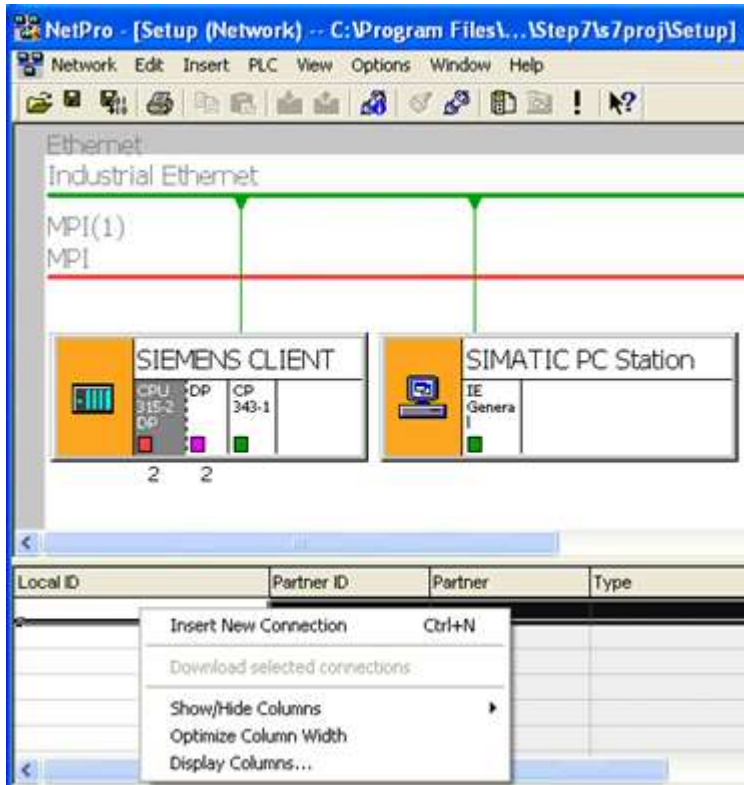 NetPro - [Setup (Network) -- C:\Program Files\...\Step7\s7proj\Setup]
Network Edit Insert PLC View Options Window Help
Ethernet
Industrial Ethernet
MPI(1)
MPI
SIEMENS CLIENT
CPU 315-2 DP
DP
CP 343-1
2 2
SIMATIC PC Station
IE General
Local ID Partner ID Partner Type
Insert New Connection Ctrl+N
Download selected connections
Show/Hide Columns
Optimize Column Width
Display Columns...